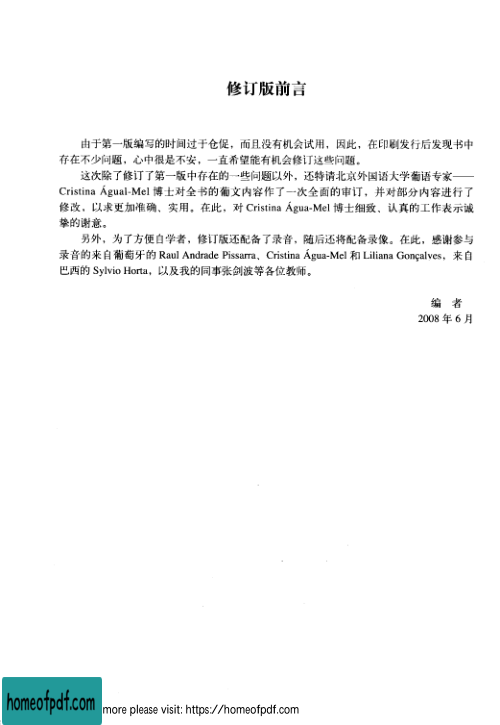 修订版前言
由于第一版编写的时间过于仓促，而且没有机会试用，因此，在印刷发行后发现书中
存在不少问题，心中很是不安，一直希望能有机会修订这些问题。
这次除了修订了第一版中存在的一些问题以外，还特请北京外国语大学葡语专家——
Cristina Águal-Mel 博士对全书的葡文内容作了一次全面的审订，并对部分内容进行了
修改，以求更加准确、实用。在此，对 Cristina Água-Mel 博士细致、认真的工作表示诚
挚的谢意。
另外，为了方便自学者，修订版还配备了录音，随后还将配备录像。在此，感谢参与
录音的来自葡萄牙的 Raul Andrade Pissarra、Cristina Água-Mel 和 Liliana Gonçalves，来自
巴西的 Sylvio Horta，以及我的同事张剑波等各位教师。
编 者
2008 年 6 月
homeofpdf.com more please visit: https://homeofpdf.com